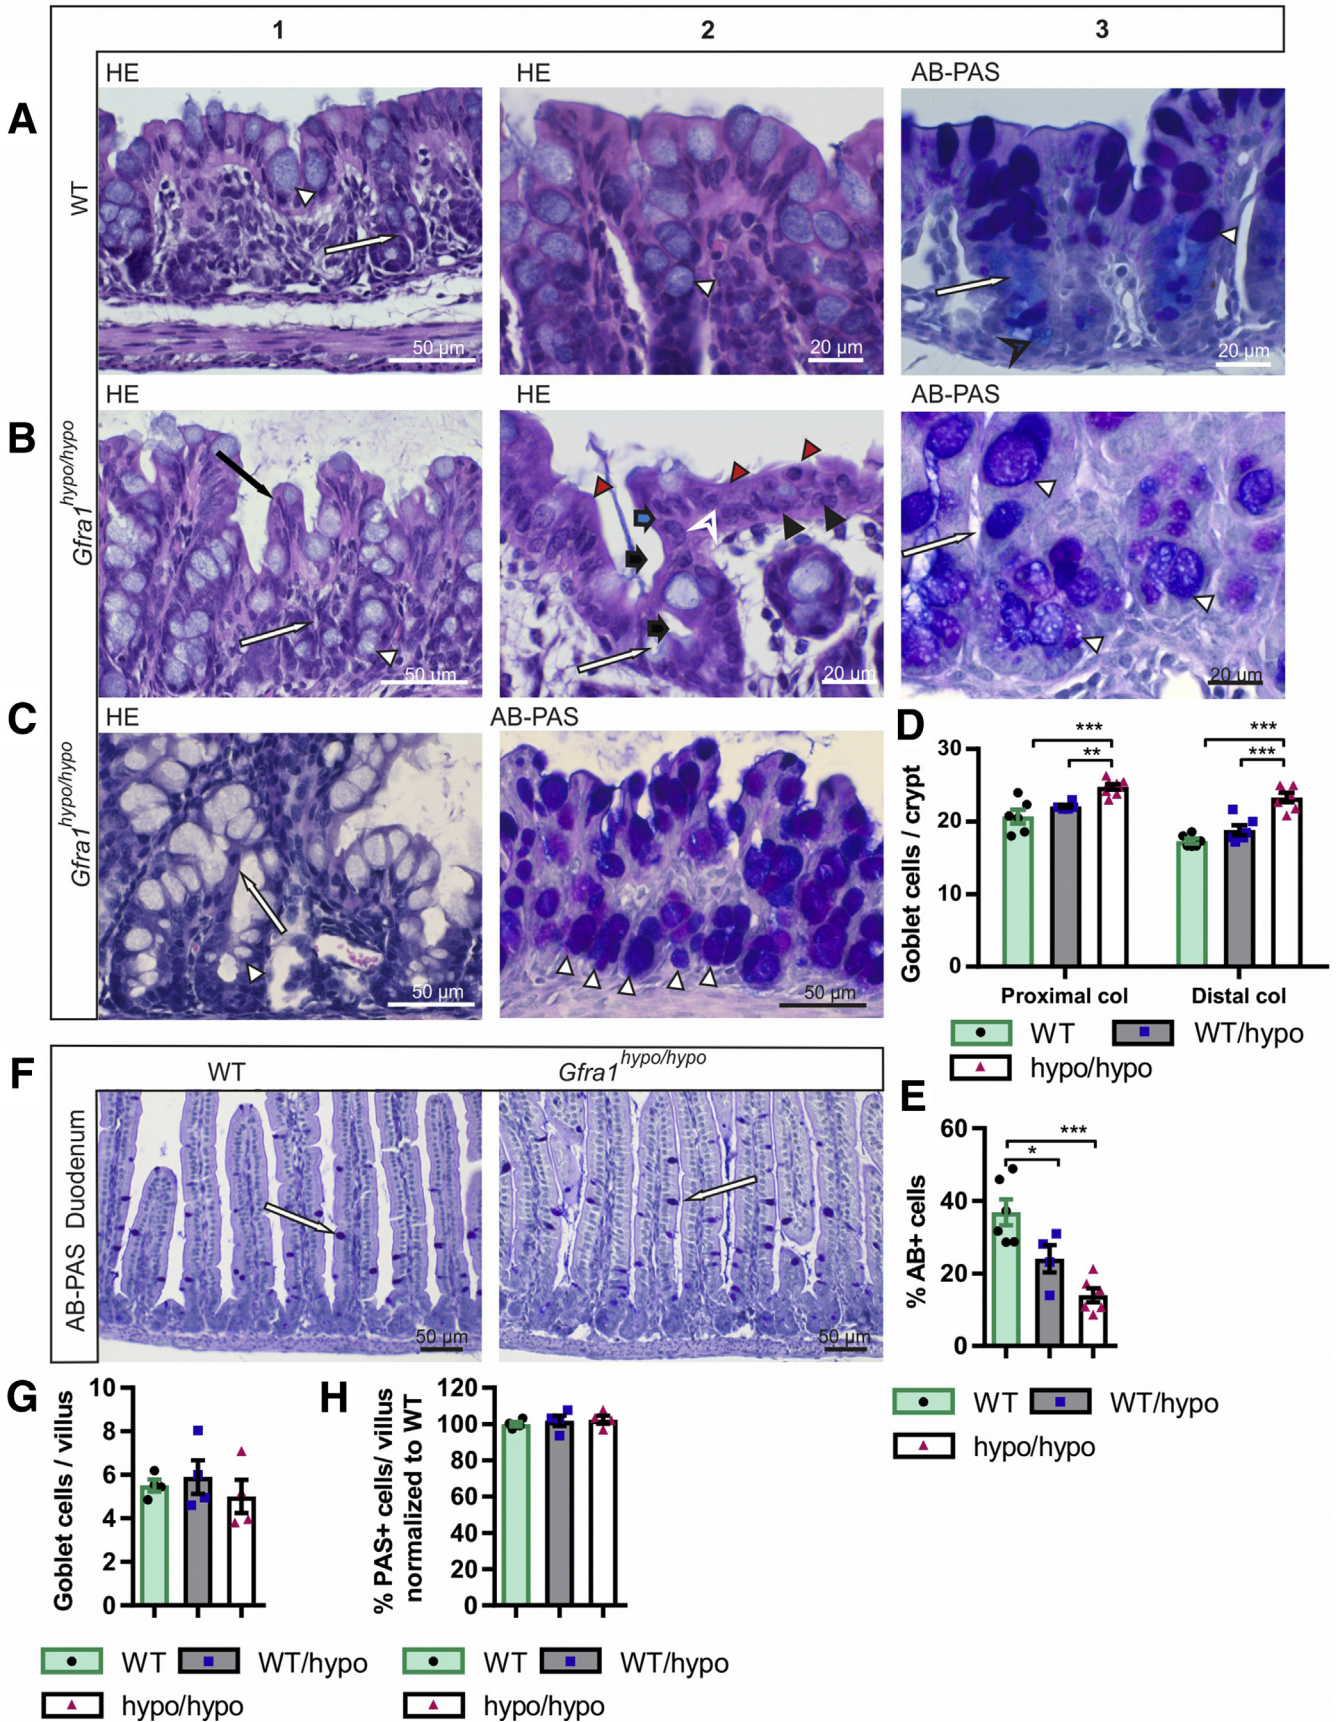 1 2 3
HE HE AB-PAS
A
WT
50 µm 20 µm 20 µm
HE HE AB-PAS
B
Gfra1hypo/hypo
50 µm 20 µm 20 µm
C
HE AB-PAS
Gfra1hypo/hypo
50 µm 50 µm
D
Goblet cells / crypt
30
20
10
0
*** ***
** ***
Proximal col Distal col
WT WT/hypo
hypo/hypo
E
% AB+ cells
60
40
20
0
***
*
WT WT/hypo
hypo/hypo
F
WT Gfra1hypo/hypo
AB-PAS Duodenum
50 µm 50 µm
G
Goblet cells / villus
10
8
6
4
2
0
WT WT/hypo
hypo/hypo
H
% PAS+ cells/ villus
normalized to WT
120
100
80
60
40
20
0
WT WT/hypo
hypo/hypo